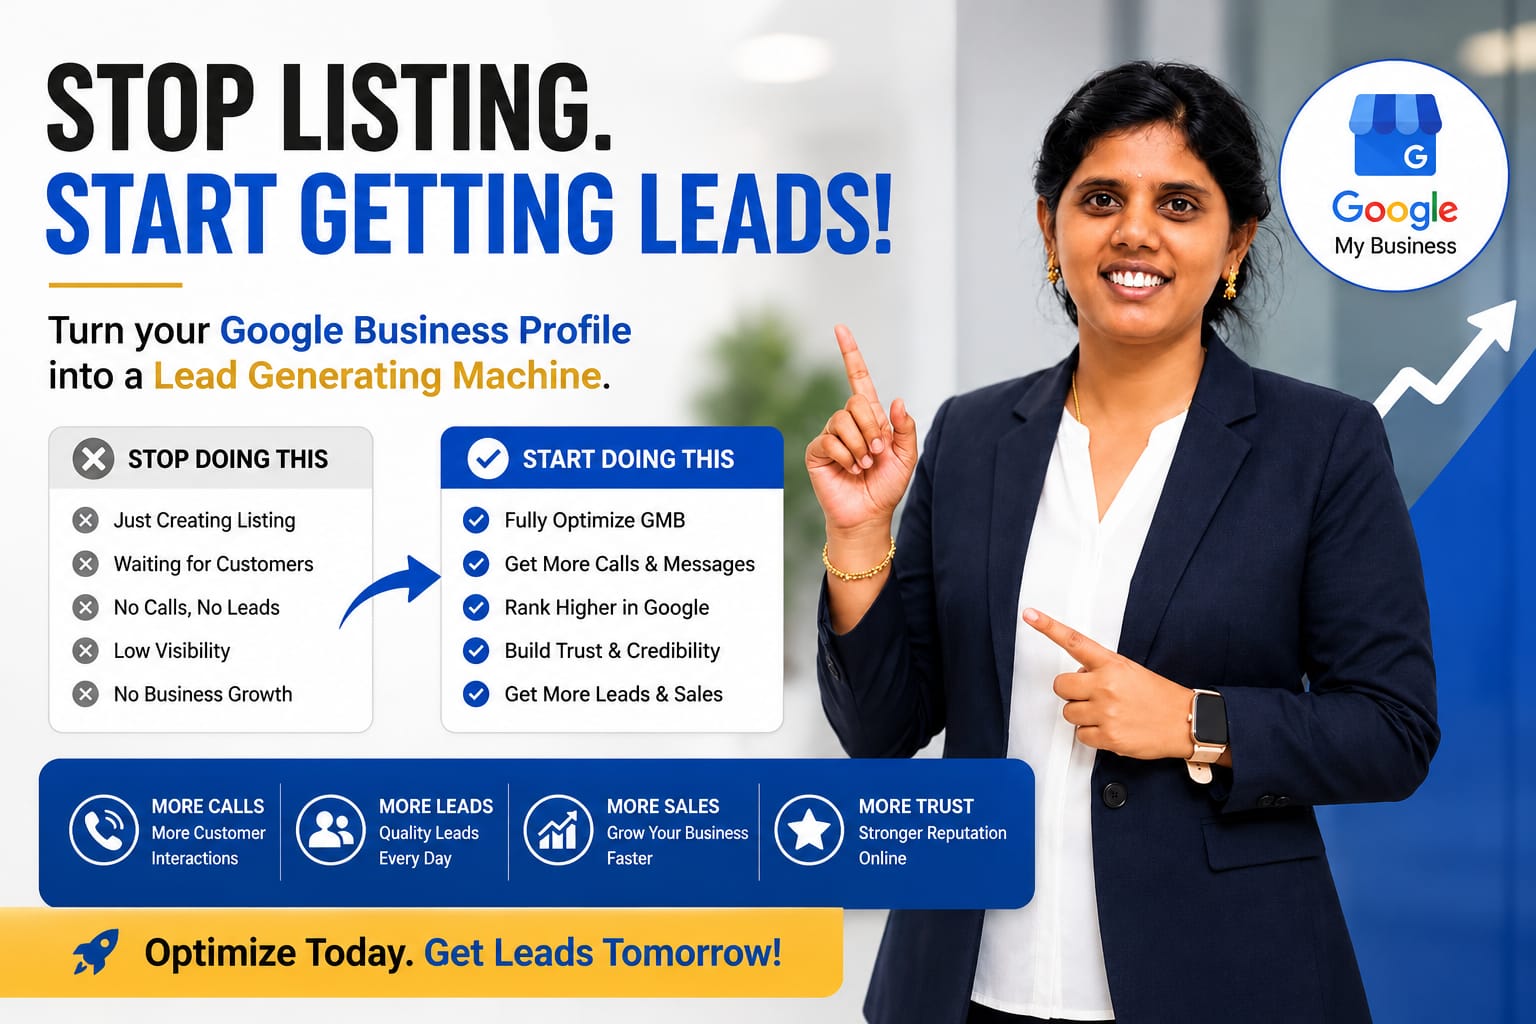 STOP LISTING.
START GETTING LEADS!
Turn your Google Business Profile
into a Lead Generating Machine.
STOP DOING THIS
Just Creating Listing
Waiting for Customers
No Calls, No Leads
Low Visibility
No Business Growth
START DOING THIS
Fully Optimize GMB
Get More Calls & Messages
Rank Higher in Google
Build Trust & Credibility
Get More Leads & Sales
MORE CALLS
More Customer
Interactions
MORE LEADS
Quality Leads
Every Day
MORE SALES
Grow Your Business
Faster
MORE TRUST
Stronger Reputation
Online
Optimize Today. Get Leads Tomorrow!
G
Google
My Business